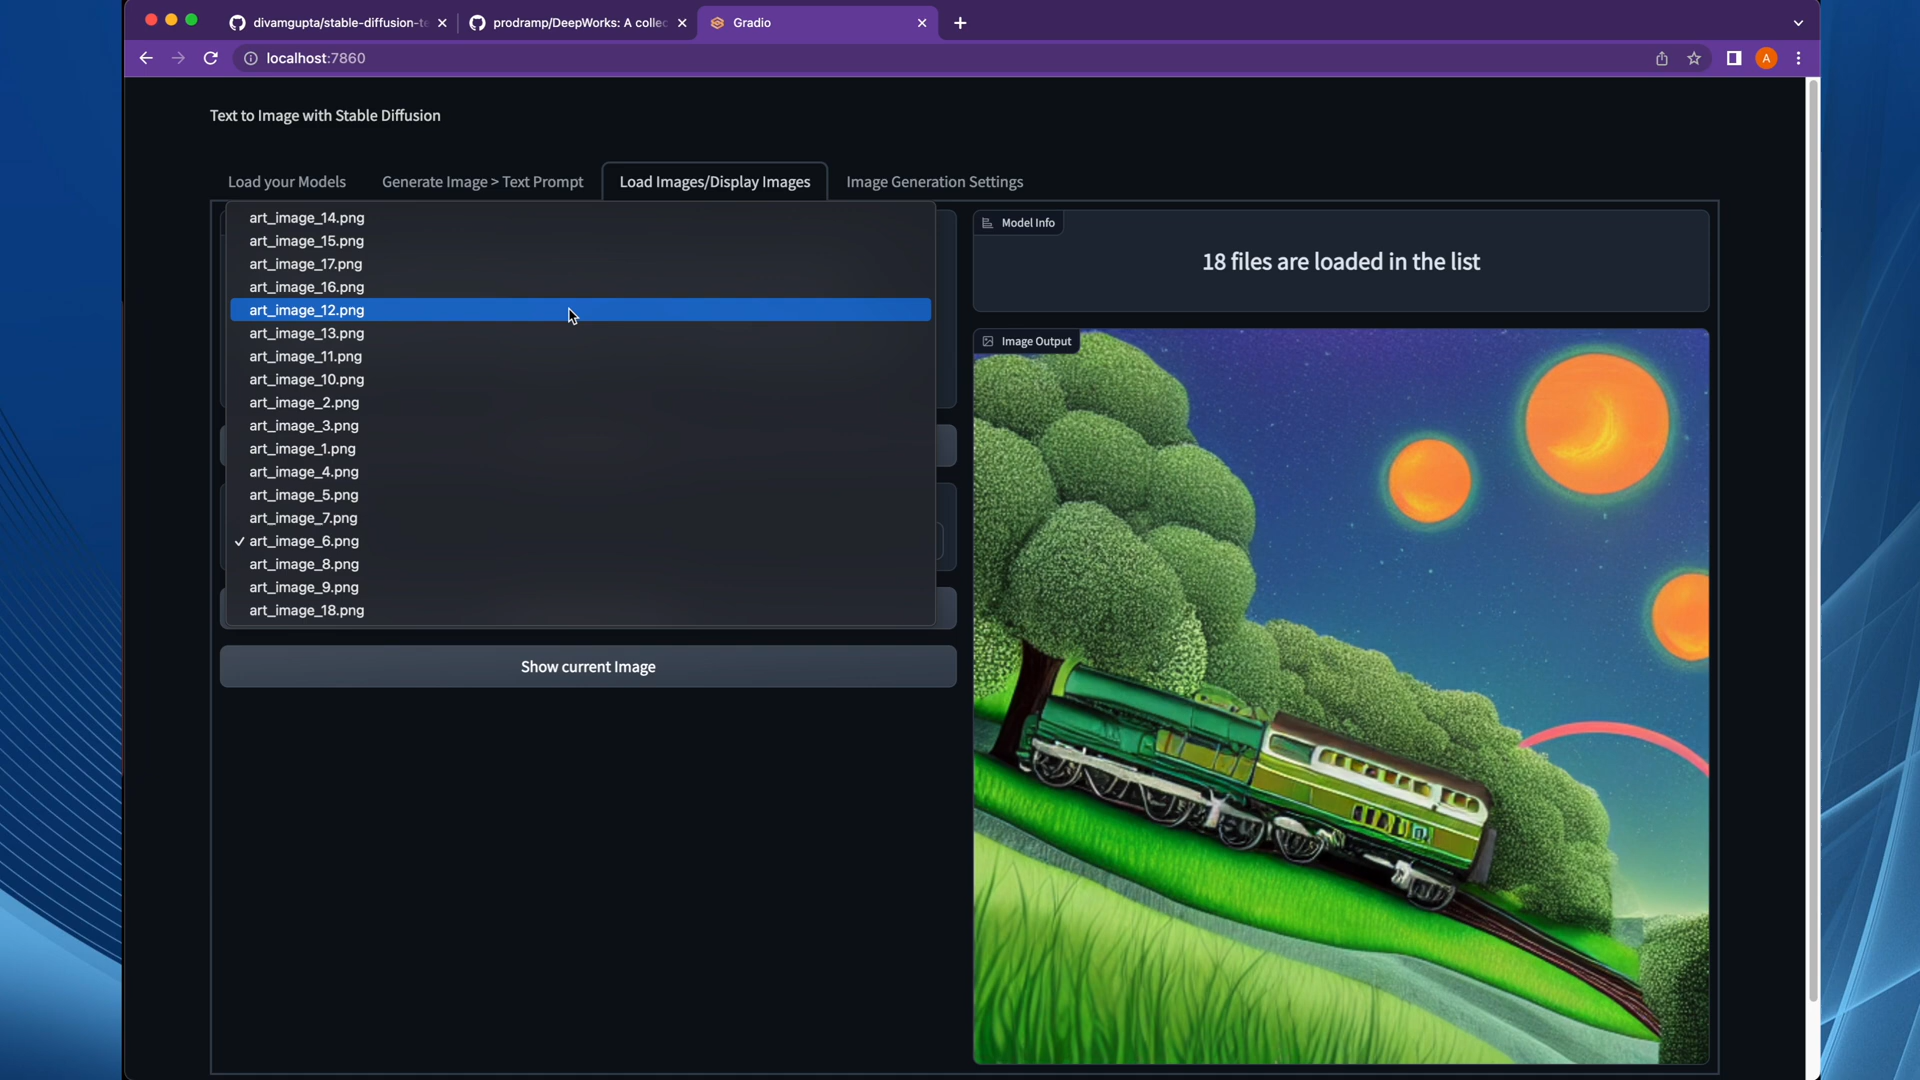 divamgupta/stable-diffusion-te
prodramp/DeepWorks: A collec
Gradio
localhost:7860
A
Text to Image with Stable Diffusion
Load your Models
Generate Image > Text Prompt
Load Images/Display Images
Image Generation Settings
art_image_14.png
art_image_15.png
art_image_17.png
art_image_16.png
art_image_12.png
art_image_13.png
art_image_11.png
art_image_10.png
art_image_2.png
art_image_3.png
art_image_1.png
art_image_4.png
art_image_5.png
art_image_7.png
✓ art_image_6.png
art_image_8.png
art_image_9.png
art_image_18.png
Show current Image
Model Info
18 files are loaded in the list
Image Output